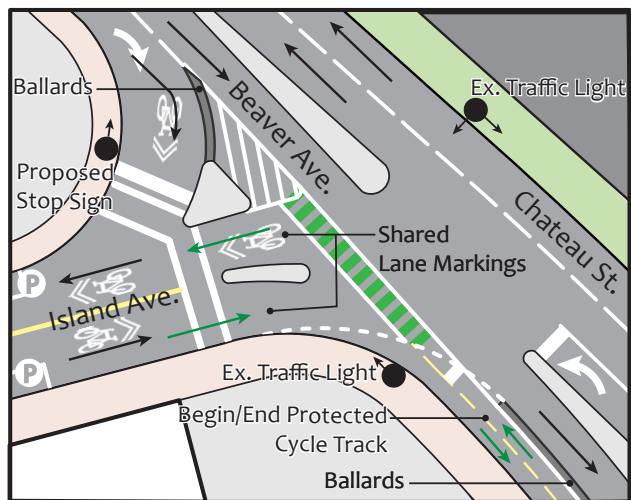 Ballards
Beaver Ave.
Ex. Traffic Light
Proposed
Stop Sign
Chateau St.
Shared
Lane Markings
P
Island Ave.
P
Ex. Traffic Light
Begin/End Protected
Cycle Track
Ballards